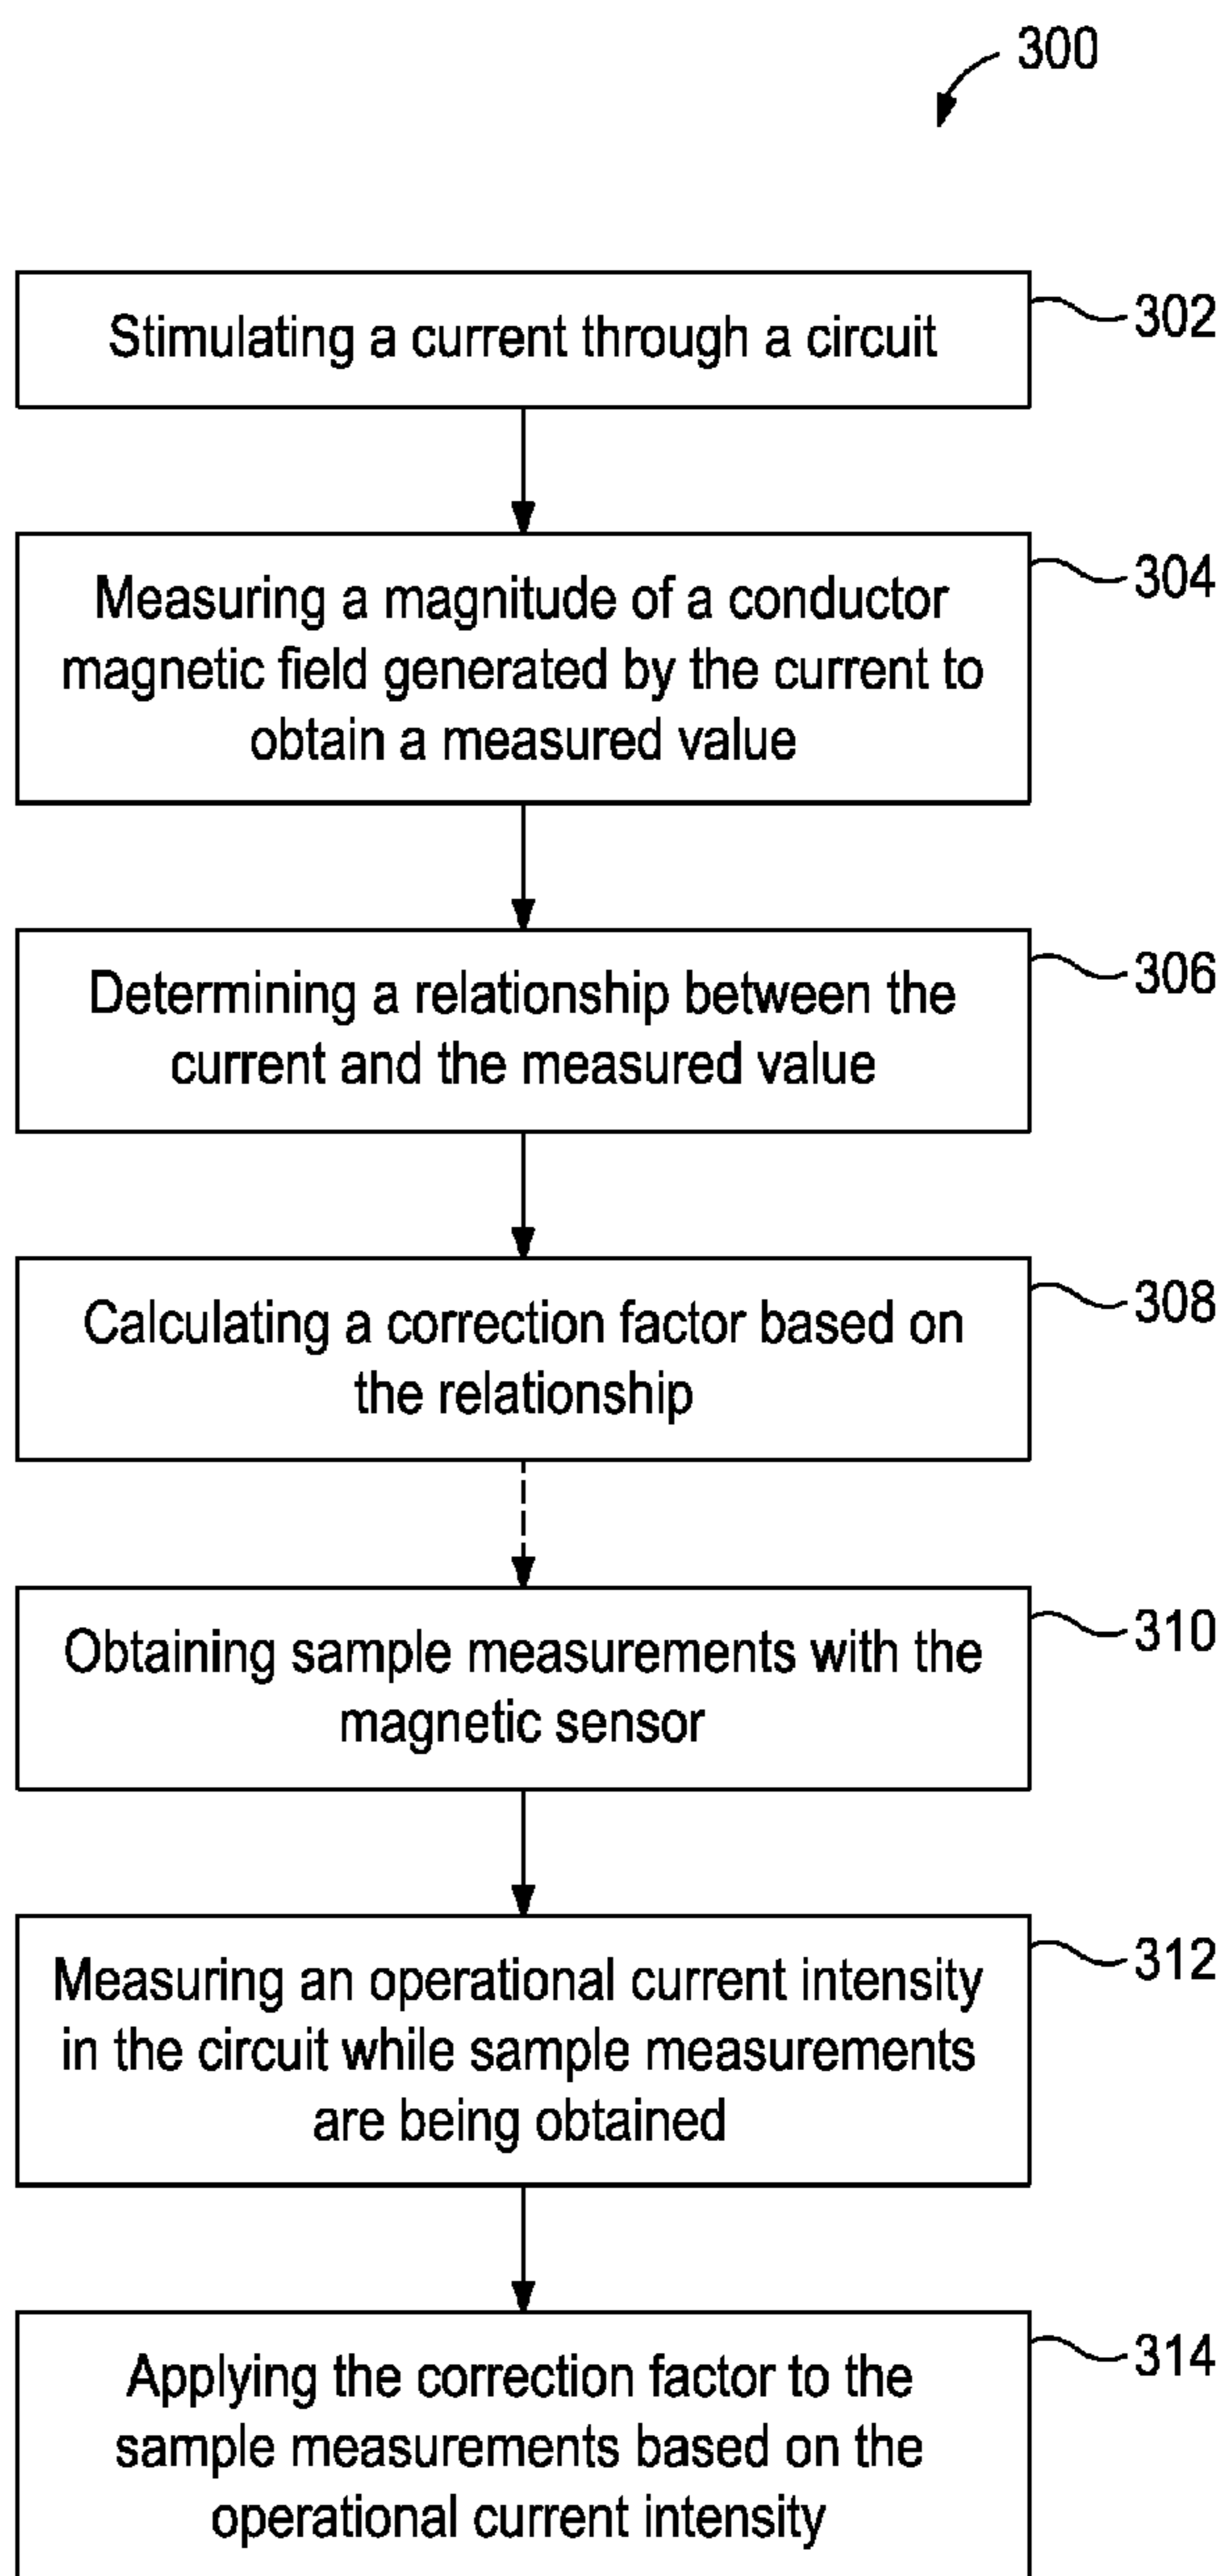 300
Stimulating a current through a circuit
302
Measuring a magnitude of a conductor
magnetic field generated by the current to
obtain a measured value
304
Determining a relationship between the
current and the measured value
306
Calculating a correction factor based on
the relationship
308
Obtaining sample measurements with the
magnetic sensor
310
Measuring an operational current intensity
in the circuit while sample measurements
are being obtained
312
Applying the correction factor to the
sample measurements based on the
operational current intensity
314